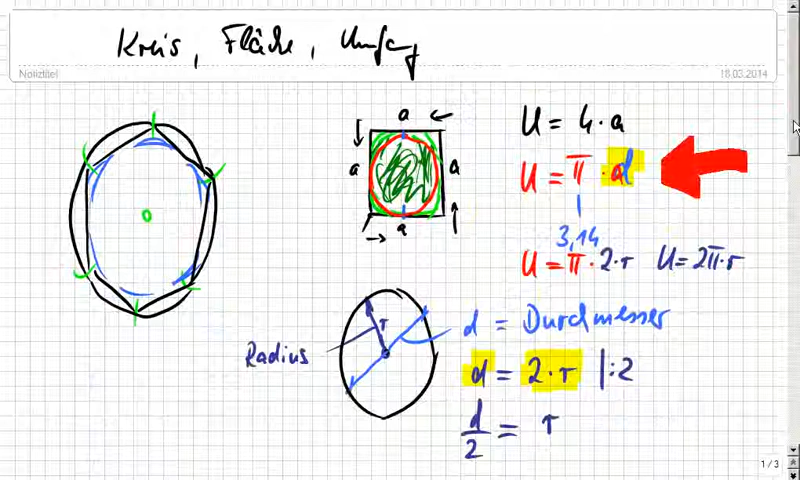 Kreis, Fläche, Umfang
Notiztitel
18.03.2014
a
a
a
a
U = 4·a
U = π · d
3,14
U = π · 2·r
U = 2π·r
r
Radius
d = Durchmesser
d = 2·r |:2
d/2 = r
1 / 3